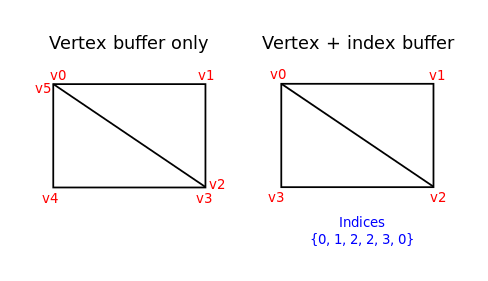 Vertex buffer only
v0
v1
v5
v2
v4
v3
Vertex + index buffer
v0
v1
v3
v2
Indices
{0, 1, 2, 2, 3, 0}